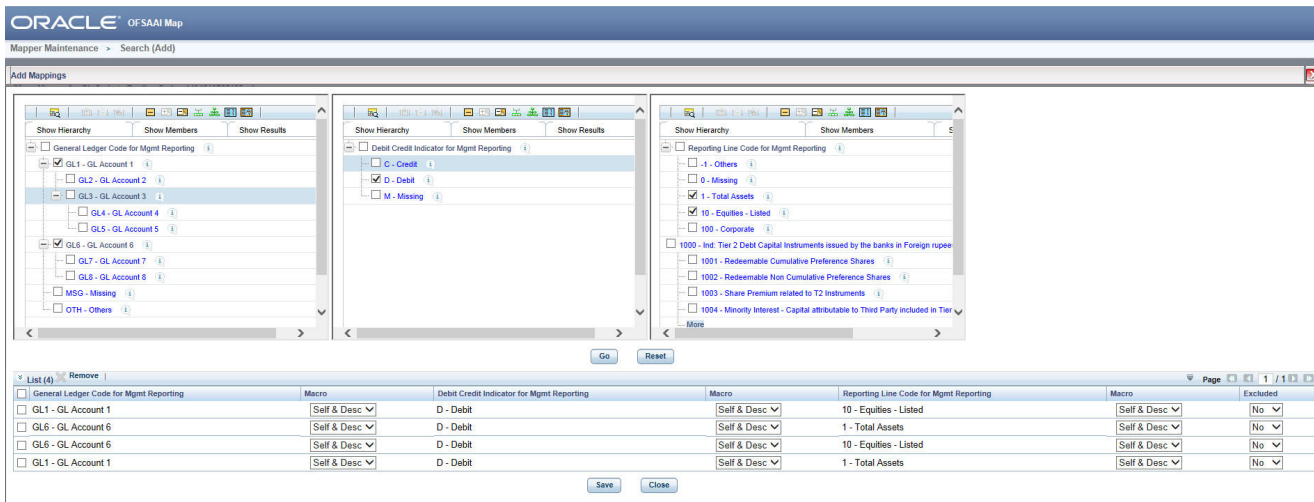 ORACLE OFSAAI Map
Mapper Maintenance > Search (Add)
Add Mappings
Show Hierarchy Show Members Show Results
General Ledger Code for Mgmt Reporting
GL1 - GL Account 1
GL2 - GL Account 2
GL3 - GL Account 3
GL4 - GL Account 4
GL5 - GL Account 5
GL6 - GL Account 6
GL7 - GL Account 7
GL8 - GL Account 8
MSG - Missing
OTH - Others
Show Hierarchy Show Members Show Results
Debit Credit Indicator for Mgmt Reporting
C - Credit
D - Debit
M - Missing
Show Hierarchy Show Members S
Reporting Line Code for Mgmt Reporting
-1 - Others
0 - Missing
1 - Total Assets
10 - Equities - Listed
100 - Corporate
1000 - Ind: Tier 2 Debt Capital Instruments issued by the banks in Foreign rupee
1001 - Redeemable Cumulative Preference Shares
1002 - Redeemable Non Cumulative Preference Shares
1003 - Share Premium related to T2 Instruments
1004 - Minority Interest - Capital attributable to Third Party included in Tier
More
Go Reset
List (4) Remove Page 1 / 1
General Ledger Code for Mgmt Reporting Macro Debit Credit Indicator for Mgmt Reporting Macro Reporting Line Code for Mgmt Reporting Macro Excluded
GL1 - GL Account 1 Self & Desc D - Debit Self & Desc 10 - Equities - Listed Self & Desc No
GL6 - GL Account 6 Self & Desc D - Debit Self & Desc 1 - Total Assets Self & Desc No
GL6 - GL Account 6 Self & Desc D - Debit Self & Desc 10 - Equities - Listed Self & Desc No
GL1 - GL Account 1 Self & Desc D - Debit Self & Desc 1 - Total Assets Self & Desc No
Save Close